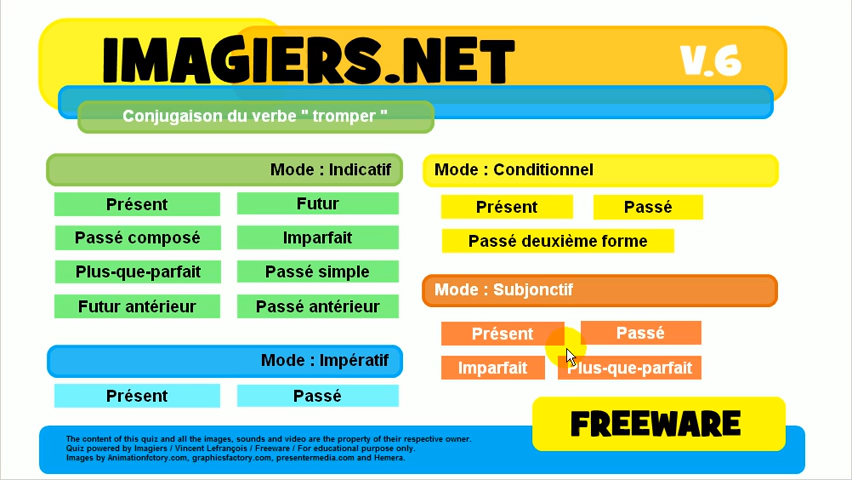 IMAGIERS.NET
V.6
Conjugaison du verbe " tromper "
Mode : Indicatif
Présent
Futur
Passé composé
Imparfait
Plus-que-parfait
Passé simple
Futur antérieur
Passé antérieur
Mode : Impératif
Présent
Passé
Mode : Conditionnel
Présent
Passé
Passé deuxième forme
Mode : Subjonctif
Présent
Passé
Imparfait
Plus-que-parfait
FREEWARE
The content of this quiz and all the images, sounds and video are the property of their respective owner.
Quiz powered by Imagiers / Vincent Lefrançois / Freeware / For educational purpose only.
Images by Animationfctory.com, graphicsfactory.com, presentermedia.com and Hemera.